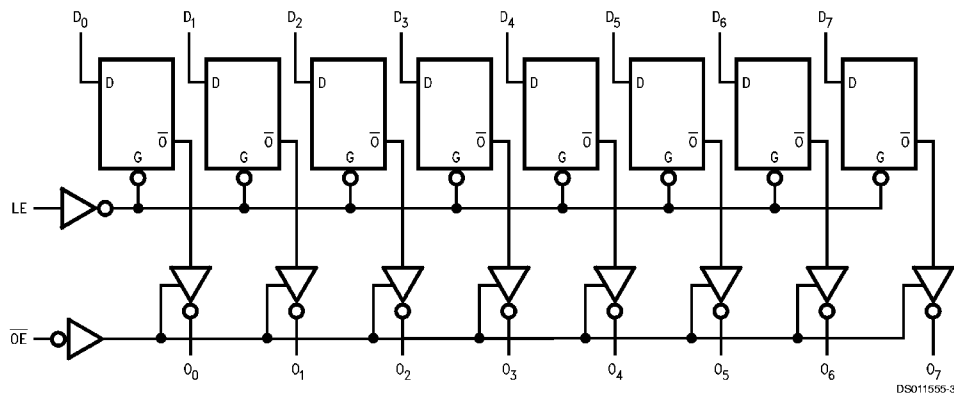 D0 D1 D2 D3 D4 D5 D6 D7
D D D D D D D D
O̅ O̅ O̅ O̅ O̅ O̅ O̅ O̅
G G G G G G G G
LE
O̅E̅
O0 O1 O2 O3 O4 O5 O6 O7
DS011555-3